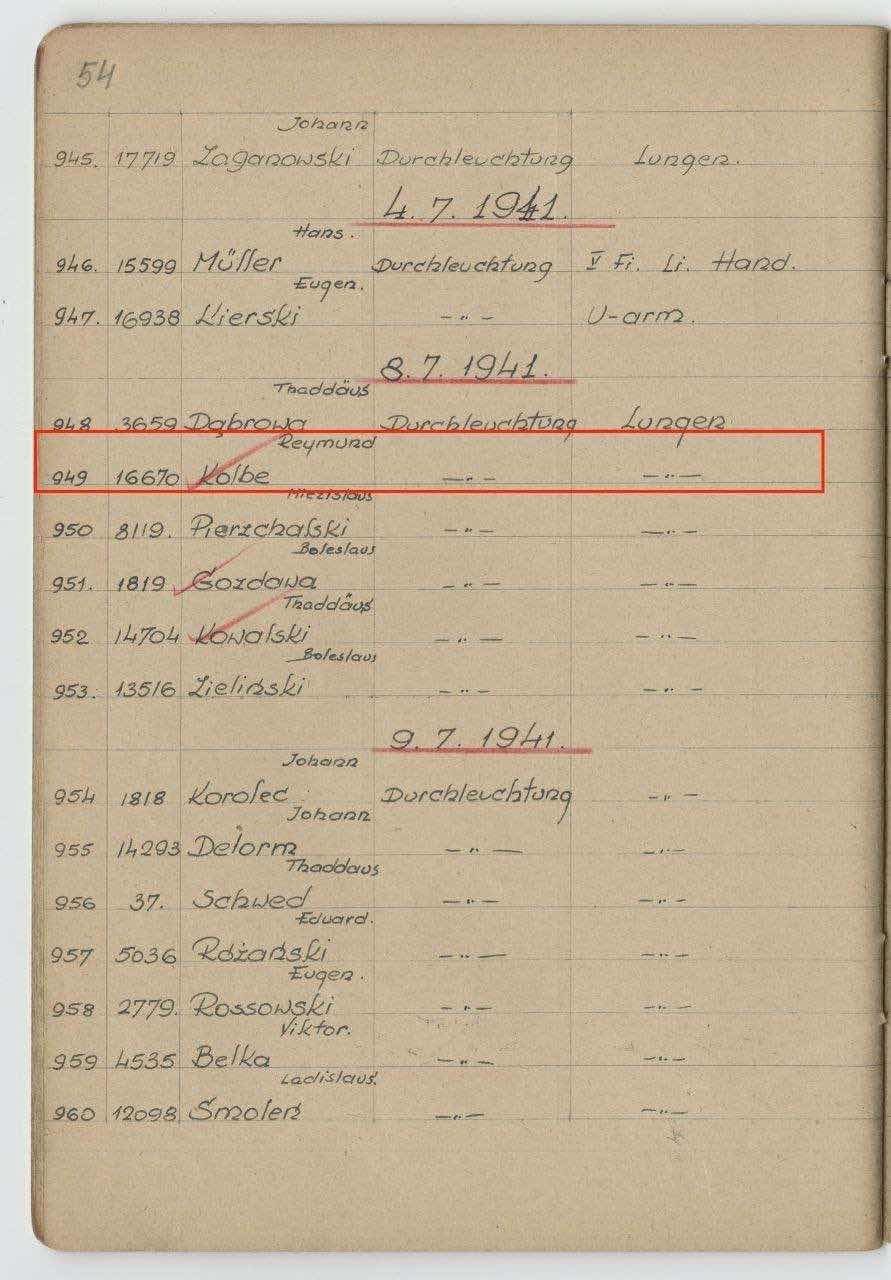 54
Johann
945. 17719 Zaganowski Durchleuchtung Lungen.
4. 7. 1941.
Hans.
946. 15599 Müller Durchleuchtung V Fi. Li. Hand.
Eugen.
947. 16938 Kierski -"- U-arm.
8. 7. 1941.
Thaddäus
948 3659 Dąbrowa Durchleuchtung Lungen
Reymund
949 16670 Kolbe -"- -"-
Miezislaus
950 8119. Pierzchalski -"- -"-
Boleslaus
951. 1819 Gozdawa -"- -"-
Thaddäus
952 14704 Kowalski -"- -"-
Boleslaus
953. 13516 Zieliński -"- -"-
9. 7. 1941.
Johann
954 1818 Korolec Durchleuchtung -"-
Johann
955 14293 Delorm -"- -"-
Thaddaus
956 37. Schwed -"- -"-
Eduard.
957 5036 Różański -"- -"-
Eugen.
958 2779. Rossowski -"- -"-
Viktor.
959 4535 Belka -"- -"-
Ladislaus.
960 12098 Smoleń -"- -"-